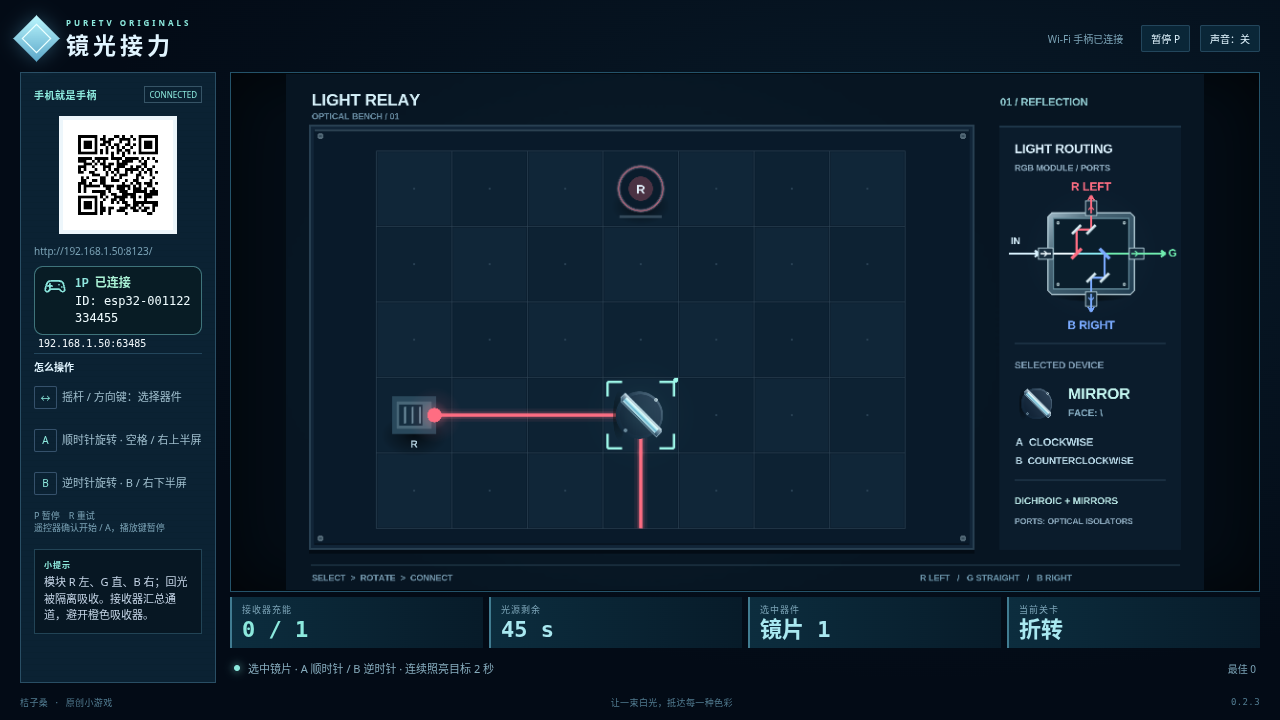 PURETV ORIGINALS
镜光接力
Wi-Fi 手柄已连接
暂停 P
声音: 关
手机就是手柄
CONNECTED
http://192.168.1.50:8123/
1P 已连接
ID: esp32-001122
334455
192.168.1.50:63485
怎么操作
↔ 摇杆 / 方向键: 选择器件
A 顺时针旋转 · 空格 / 右上半屏
B 逆时针旋转 · B / 右下半屏
P 暂停 R 重试
遥控器确认开始 / A，播放键暂停
小提示
模块 R 左、G 直、B 右；回光
被隔离吸收。接收器汇总通
道，避开橙色吸收器。
LIGHT RELAY
OPTICAL BENCH / 01
01 / REFLECTION
R
R
LIGHT ROUTING
RGB MODULE / PORTS
R LEFT
IN
G
B RIGHT
SELECTED DEVICE
MIRROR
FACE: \
A CLOCKWISE
B COUNTERCLOCKWISE
DICHROIC + MIRRORS
PORTS: OPTICAL ISOLATORS
SELECT > ROTATE > CONNECT
R LEFT / G STRAIGHT / B RIGHT
接收器充能
0 / 1
光源剩余
45 s
选中器件
镜片 1
当前关卡
折转
选中镜片 · A 顺时针 / B 逆时针 · 连续照亮目标 2 秒
最佳 0
桔子桑 · 原创小游戏
让一束白光，抵达每一种色彩
0.2.3